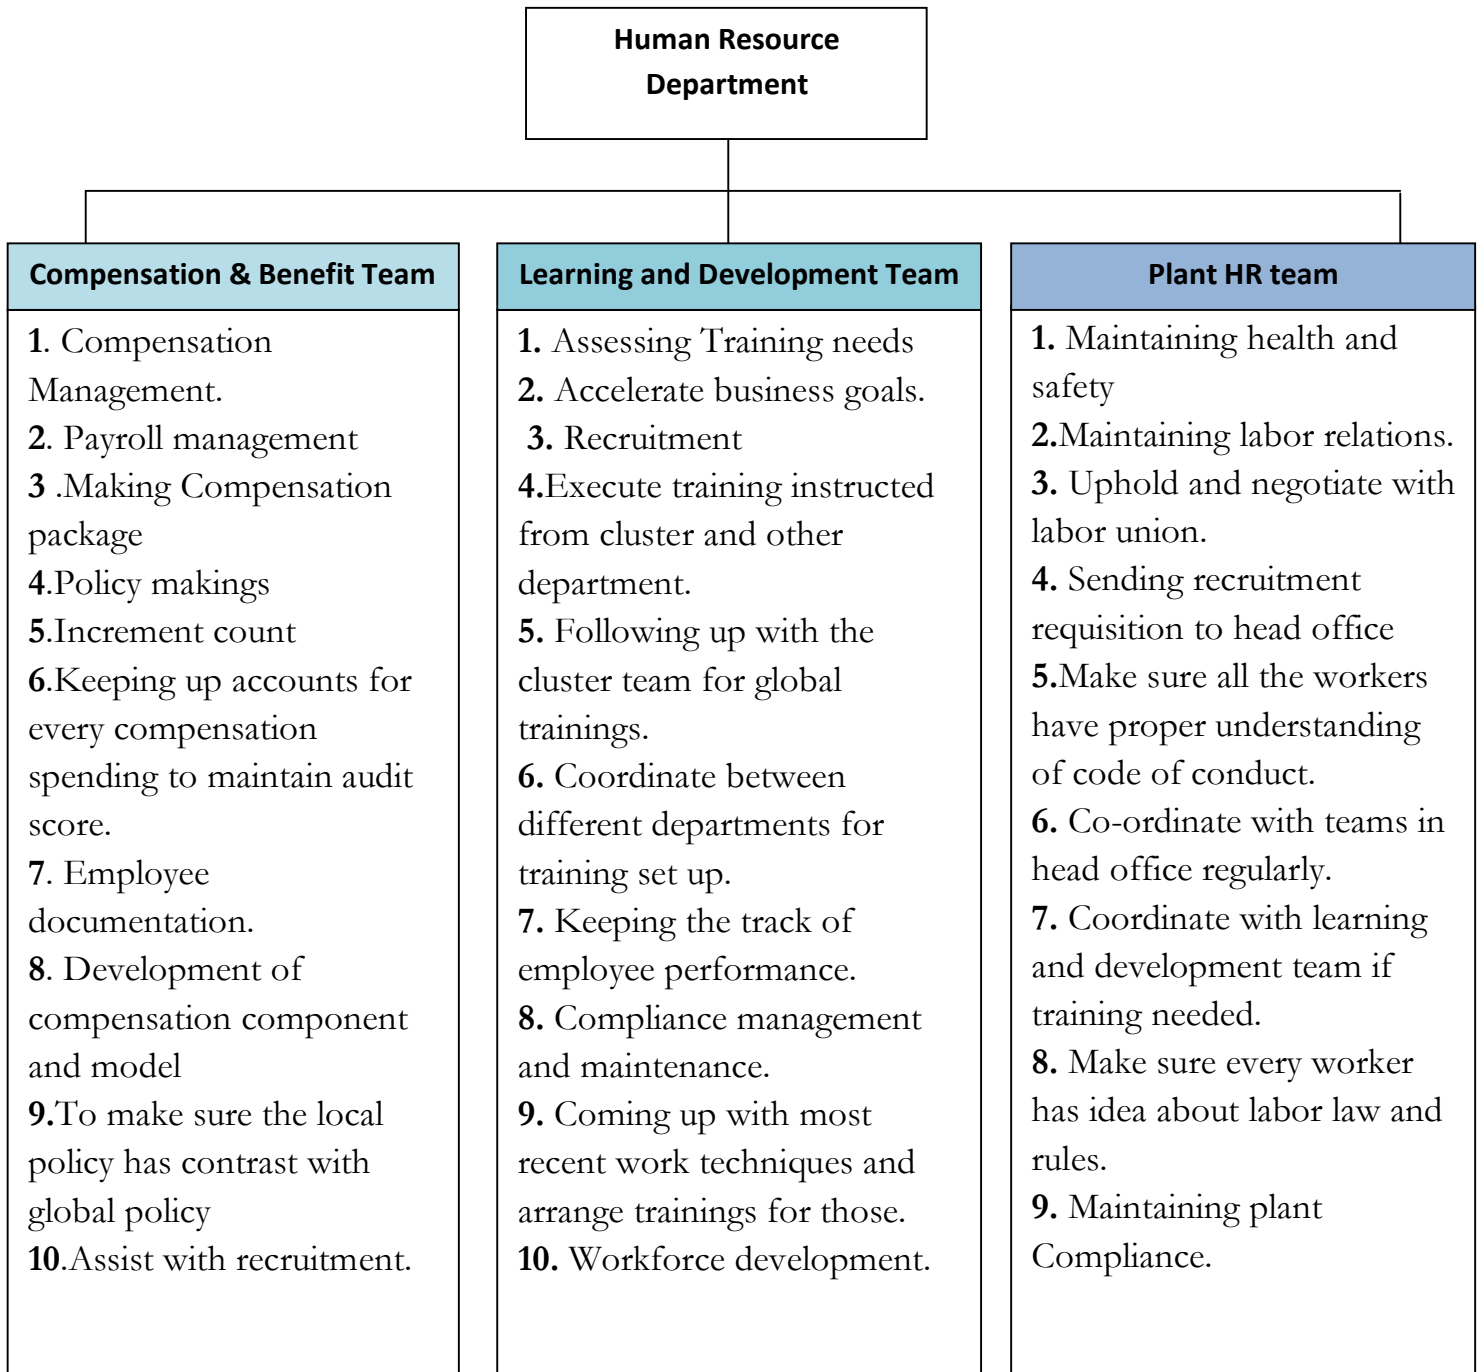 Human Resource
Department
Compensation & Benefit Team
1. Compensation
Management.
2. Payroll management
3 .Making Compensation
package
4.Policy makings
5.Increment count
6.Keeping up accounts for
every compensation
spending to maintain audit
score.
7. Employee
documentation.
8. Development of
compensation component
and model
9.To make sure the local
policy has contrast with
global policy
10.Assist with recruitment.
Learning and Development Team
1. Assessing Training needs
2. Accelerate business goals.
3. Recruitment
4.Execute training instructed
from cluster and other
department.
5. Following up with the
cluster team for global
trainings.
6. Coordinate between
different departments for
training set up.
7. Keeping the track of
employee performance.
8. Compliance management
and maintenance.
9. Coming up with most
recent work techniques and
arrange trainings for those.
10. Workforce development.
Plant HR team
1. Maintaining health and
safety
2.Maintaining labor relations.
3. Uphold and negotiate with
labor union.
4. Sending recruitment
requisition to head office
5.Make sure all the workers
have proper understanding
of code of conduct.
6. Co-ordinate with teams in
head office regularly.
7. Coordinate with learning
and development team if
training needed.
8. Make sure every worker
has idea about labor law and
rules.
9. Maintaining plant
Compliance.